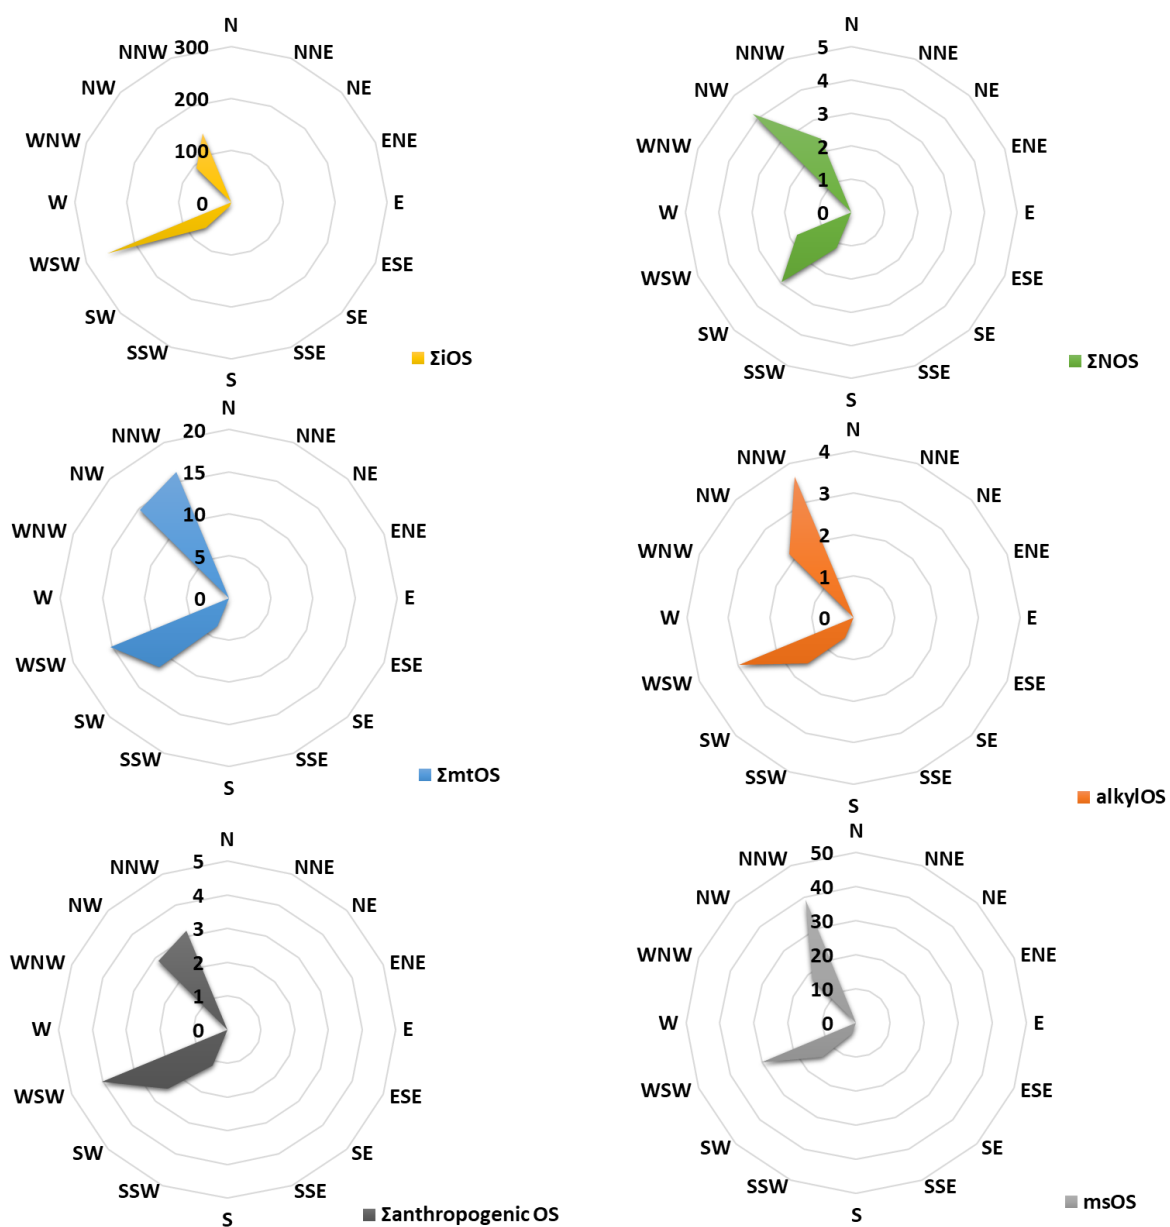 N
NNE
NE
ENE
E
ESE
SE
SSE
S
SSW
SW
WSW
W
WNW
NW
NNW
300
200
100
0
ΣiOS
N
NNE
NE
ENE
E
ESE
SE
SSE
S
SSW
SW
WSW
W
WNW
NW
NNW
5
4
3
2
1
0
ΣNOS
N
NNE
NE
ENE
E
ESE
SE
SSE
S
SSW
SW
WSW
W
WNW
NW
NNW
20
15
10
5
0
ΣmtOS
N
NNE
NE
ENE
E
ESE
SE
SSE
S
SSW
SW
WSW
W
WNW
NW
NNW
4
3
2
1
0
alkylOS
N
NNE
NE
ENE
E
ESE
SE
SSE
S
SSW
SW
WSW
W
WNW
NW
NNW
5
4
3
2
1
0
Σanthropogenic OS
N
NNE
NE
ENE
E
ESE
SE
SSE
S
SSW
SW
WSW
W
WNW
NW
NNW
50
40
30
20
10
0
msOS